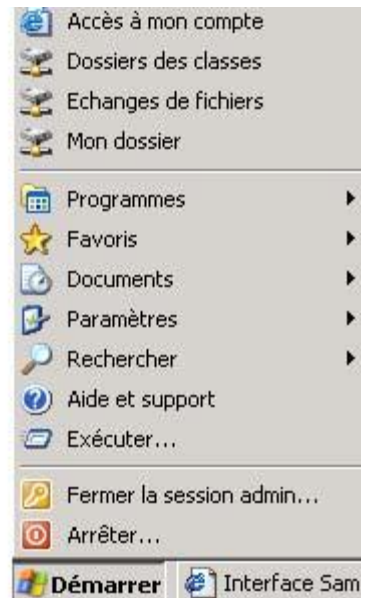 Accès à mon compte
Dossiers des classes
Echanges de fichiers
Mon dossier
Programmes
Favoris
Documents
Paramètres
Rechercher
Aide et support
Exécuter...
Fermer la session admin...
Arrêter...
Démarrer Interface Sam